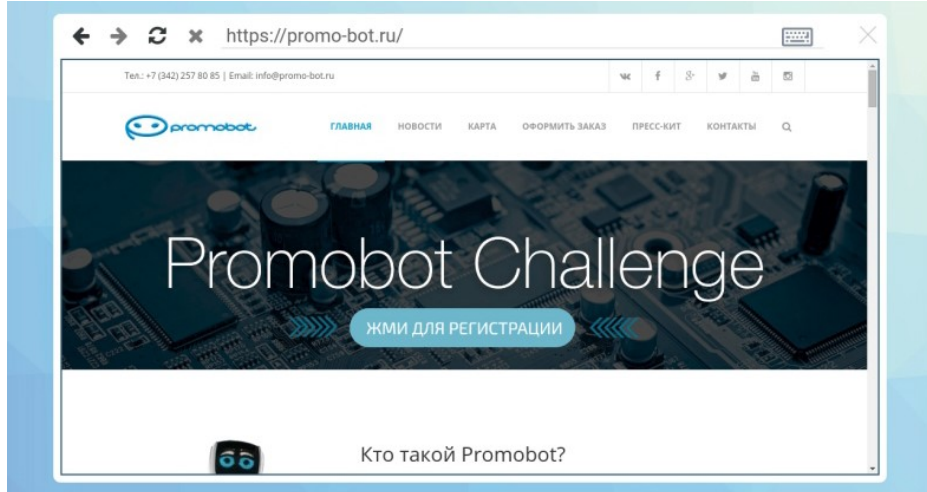 https://promo-bot.ru/
Тел.: +7 (342) 257 80 85 | Email: info@promo-bot.ru
promobot
ГЛАВНАЯ НОВОСТИ КАРТА ОФОРМИТЬ ЗАКАЗ ПРЕСС-КИТ КОНТАКТЫ
Promobot Challenge
ЖМИ ДЛЯ РЕГИСТРАЦИИ
Кто такой Promobot?